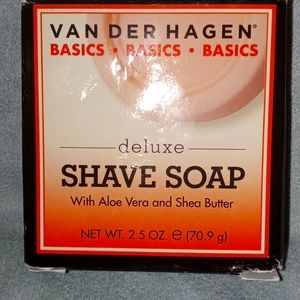 VAN DER HAGEN®
BASICS • BASICS • BASICS
deluxe
SHAVE SOAP
With Aloe Vera and Shea Butter
NET WT. 2.5 OZ. ℮ (70.9 g)